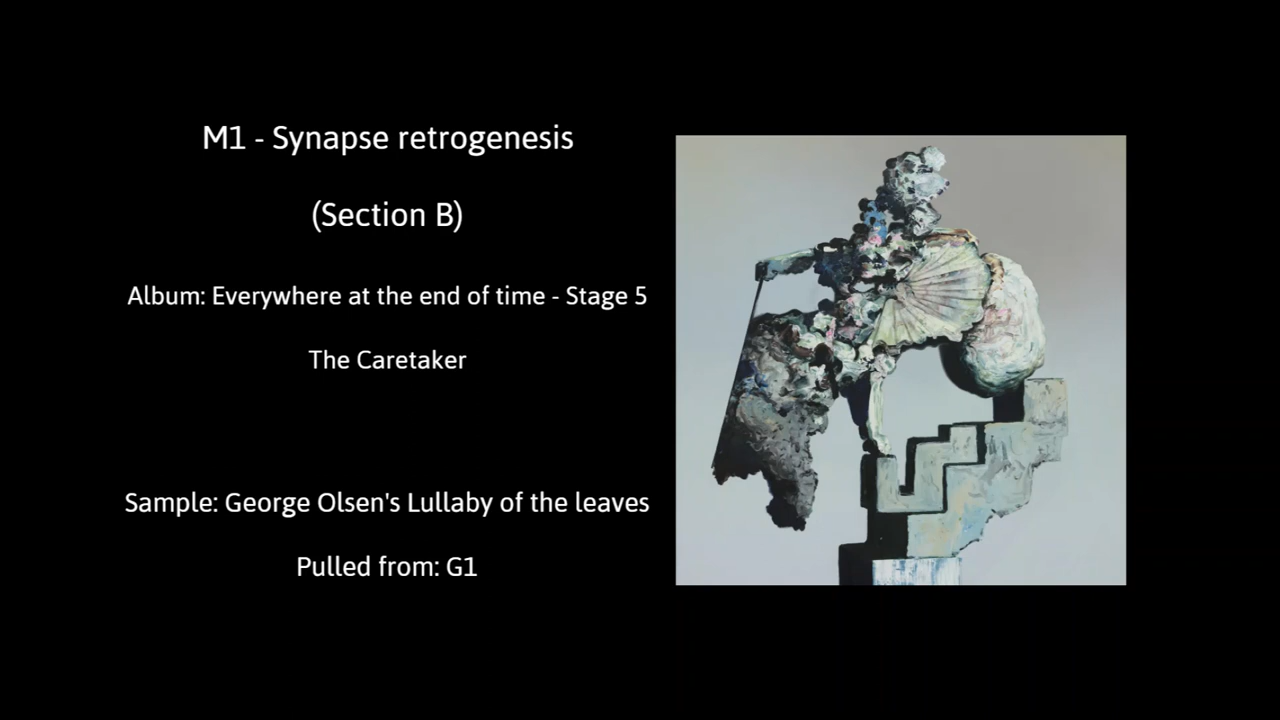 M1 - Synapse retrogenesis
(Section B)
Album: Everywhere at the end of time - Stage 5
The Caretaker
Sample: George Olsen's Lullaby of the leaves
Pulled from: G1